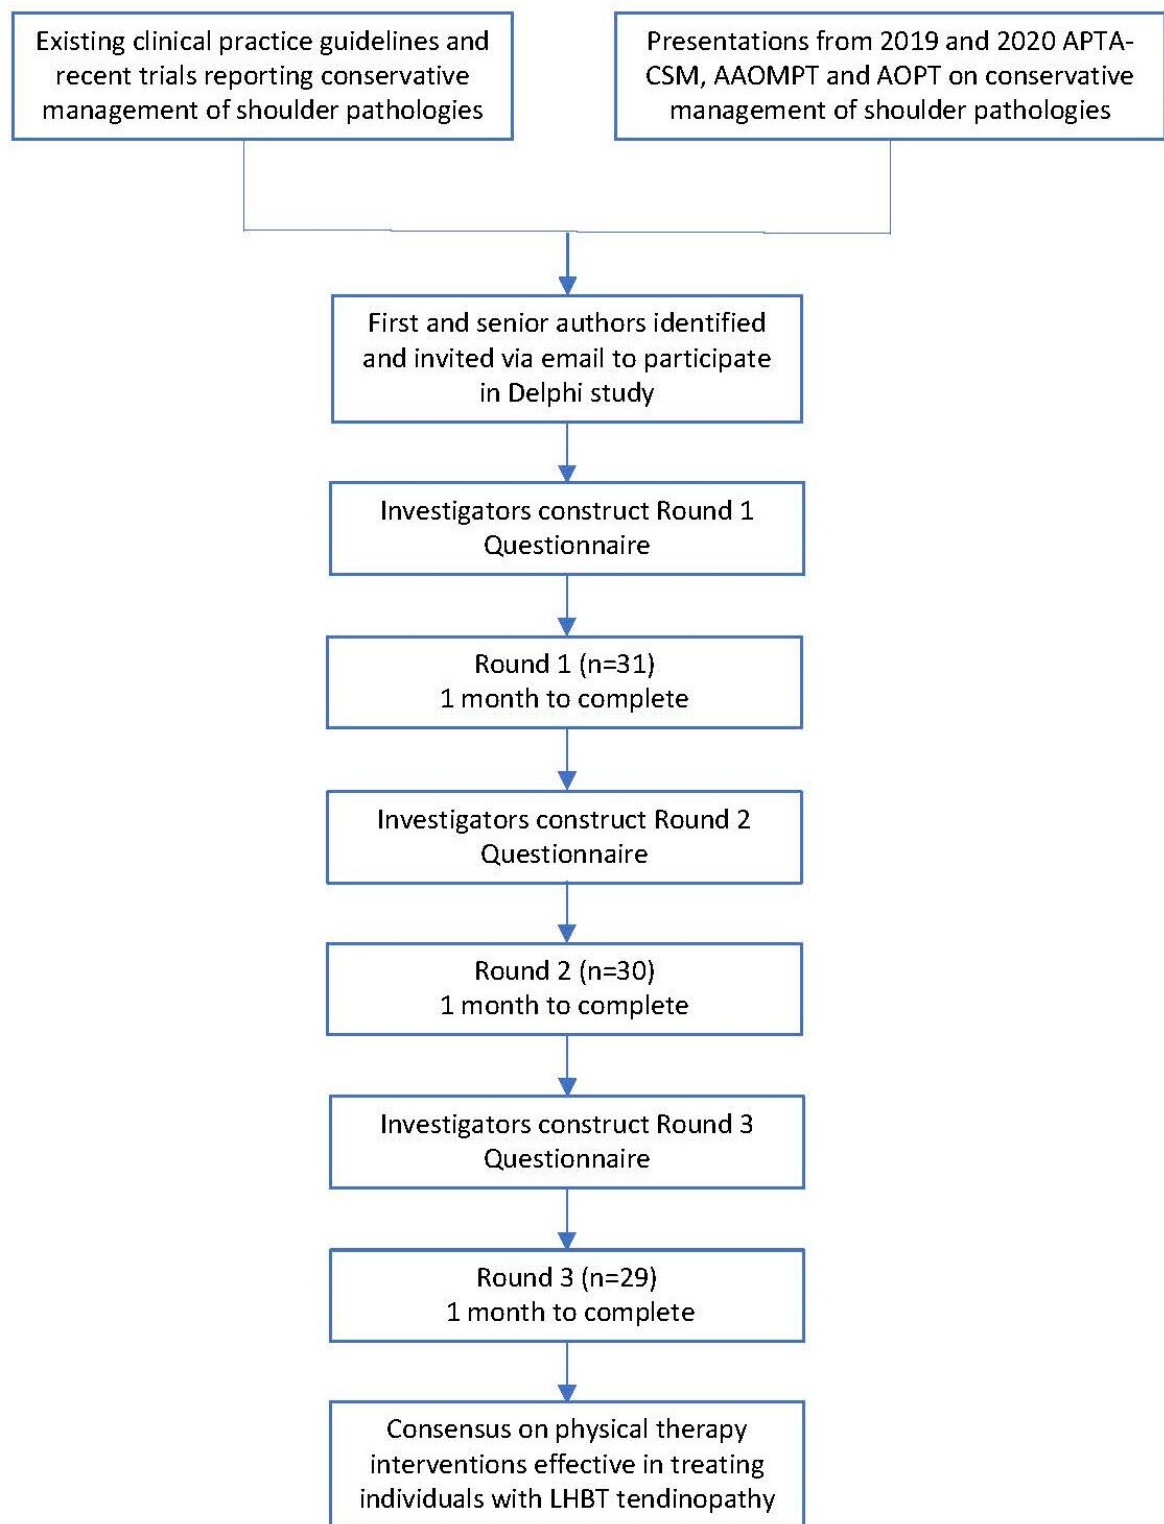 Existing clinical practice guidelines and
recent trials reporting conservative
management of shoulder pathologies
Presentations from 2019 and 2020 APTA-
CSM, AAOMPT and AOPT on conservative
management of shoulder pathologies
First and senior authors identified
and invited via email to participate
in Delphi study
Investigators construct Round 1
Questionnaire
Round 1 (n=31)
1 month to complete
Investigators construct Round 2
Questionnaire
Round 2 (n=30)
1 month to complete
Investigators construct Round 3
Questionnaire
Round 3 (n=29)
1 month to complete
Consensus on physical therapy
interventions effective in treating
individuals with LHBT tendinopathy